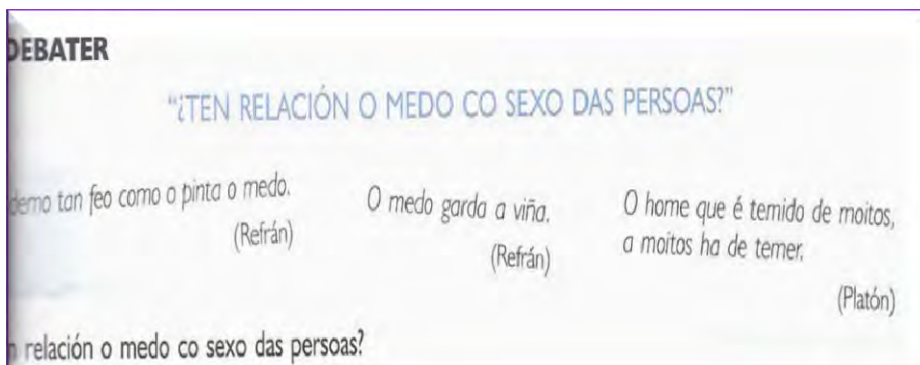 DEBATER
"¿TEN RELACIÓN O MEDO CO SEXO DAS PERSOAS?"
demo tan feo como o pinta o medo.
(Refrán)
O medo garda a viña.
(Refrán)
O home que é temido de moitos,
a moitos ha de temer.
(Platón)
n relación o medo co sexo das persoas?